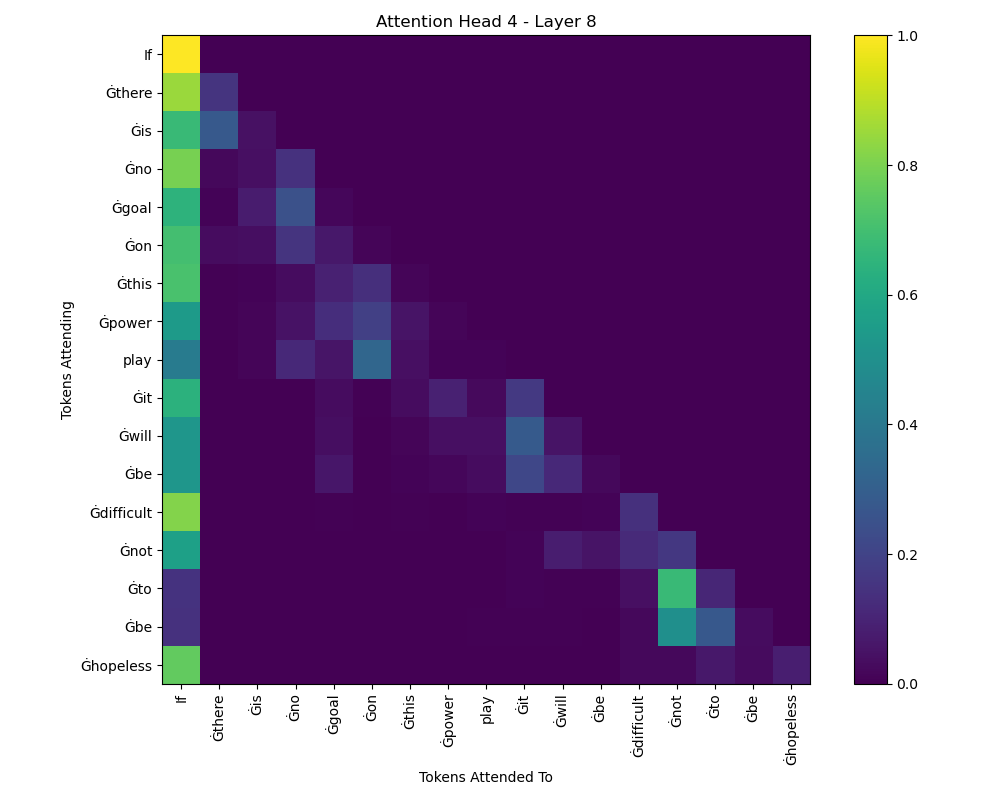 Attention Head 4 - Layer 8
Tokens Attending
If
Ġthere
Ġis
Ġno
Ġgoal
Ġon
Ġthis
Ġpower
play
Ġit
Ġwill
Ġbe
Ġdifficult
Ġnot
Ġto
Ġbe
Ġhopeless
If
Ġthere
Ġis
Ġno
Ġgoal
Ġon
Ġthis
Ġpower
play
Ġit
Ġwill
Ġbe
Ġdifficult
Ġnot
Ġto
Ġbe
Ġhopeless
Tokens Attended To
1.0
0.8
0.6
0.4
0.2
0.0